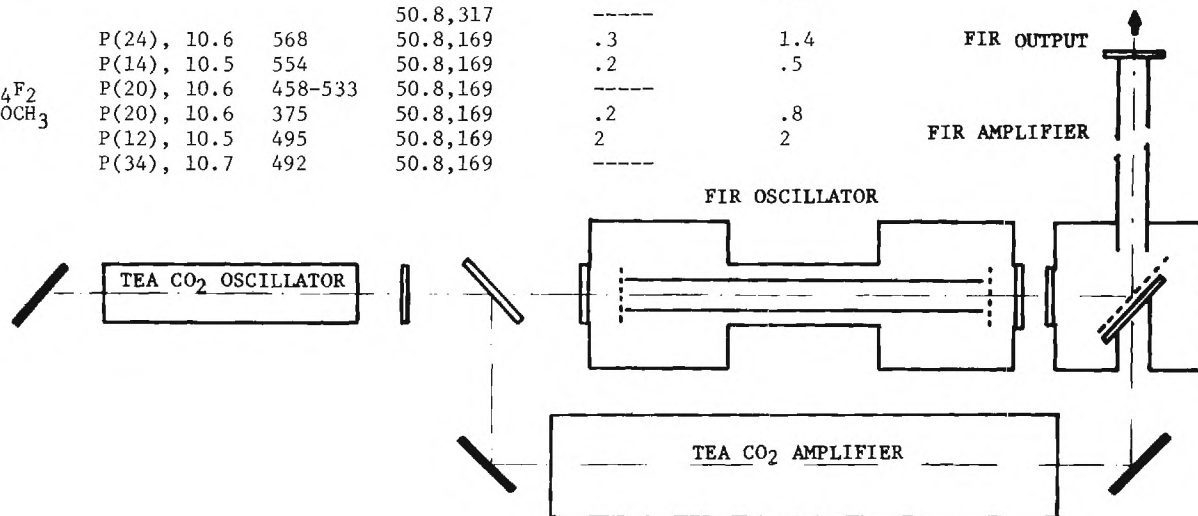 50.8,317 -----
P(24), 10.6 568 50.8,169 .3 1.4
P(14), 10.5 554 50.8,169 .2 .5
4F2 P(20), 10.6 458-533 50.8,169 -----
OCH3 P(20), 10.6 375 50.8,169 .2 .8
P(12), 10.5 495 50.8,169 2 2
P(34), 10.7 492 50.8,169 -----
FIR OUTPUT
FIR AMPLIFIER
FIR OSCILLATOR
TEA CO2 OSCILLATOR
TEA CO2 AMPLIFIER